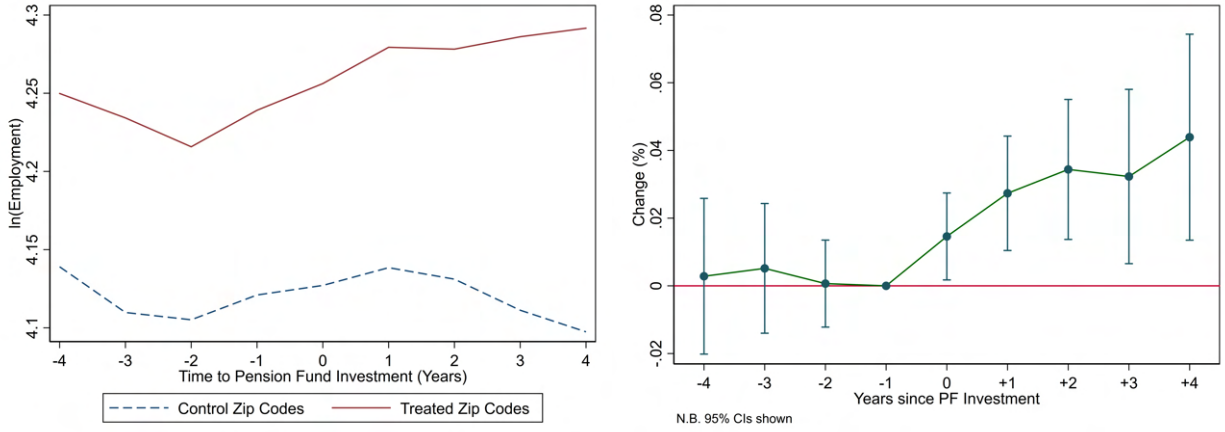 ln(Employment)
4.3
4.25
4.2
4.15
4.1
-4 -3 -2 -1 0 1 2 3 4
Time to Pension Fund Investment (Years)
Control Zip Codes Treated Zip Codes
Change (%)
.08
.06
.04
.02
0
-.02
-4 -3 -2 -1 0 +1 +2 +3 +4
Years since PF Investment
N.B. 95% CIs shown